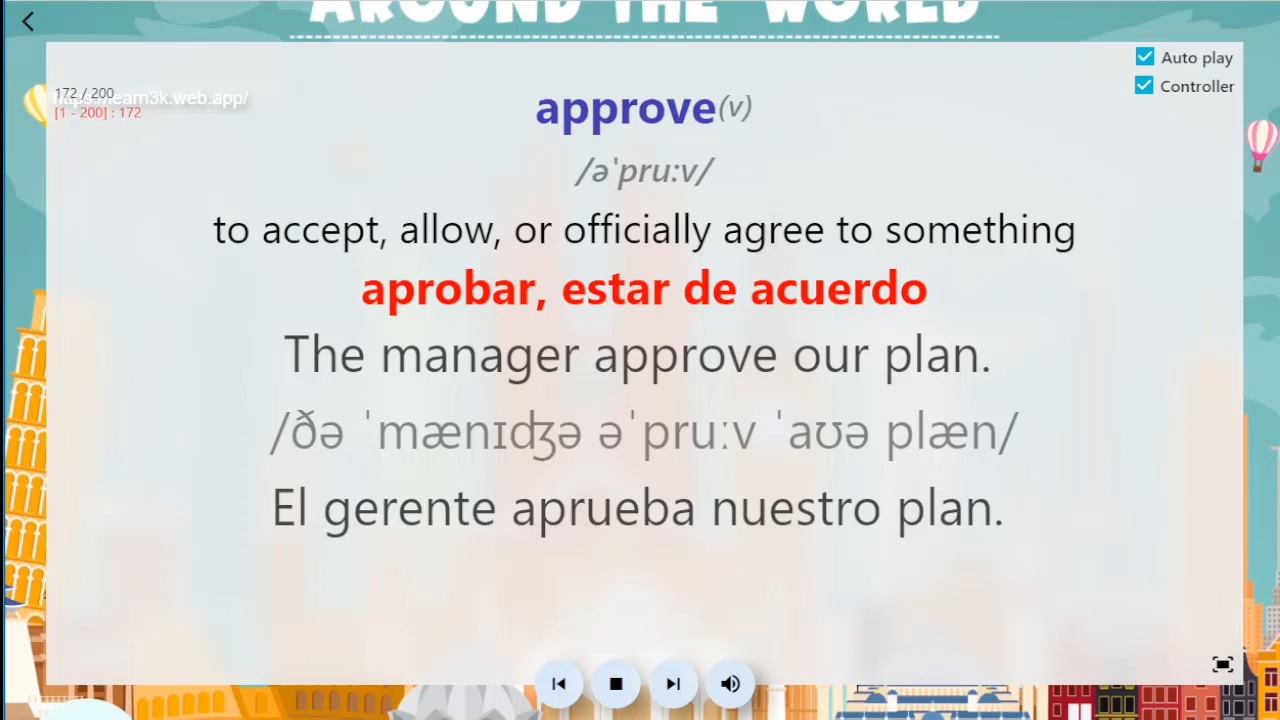 AROUND THE WORLD
Auto play
172 / 200
https://learn3k.web.app/
Controller
[1 - 200] : 172
approve(v)
/ə'pru:v/
to accept, allow, or officially agree to something
aprobar, estar de acuerdo
The manager approve our plan.
/ðə ˈmænɪʤə əˈpruːv ˈaʊə plæn/
El gerente aprueba nuestro plan.